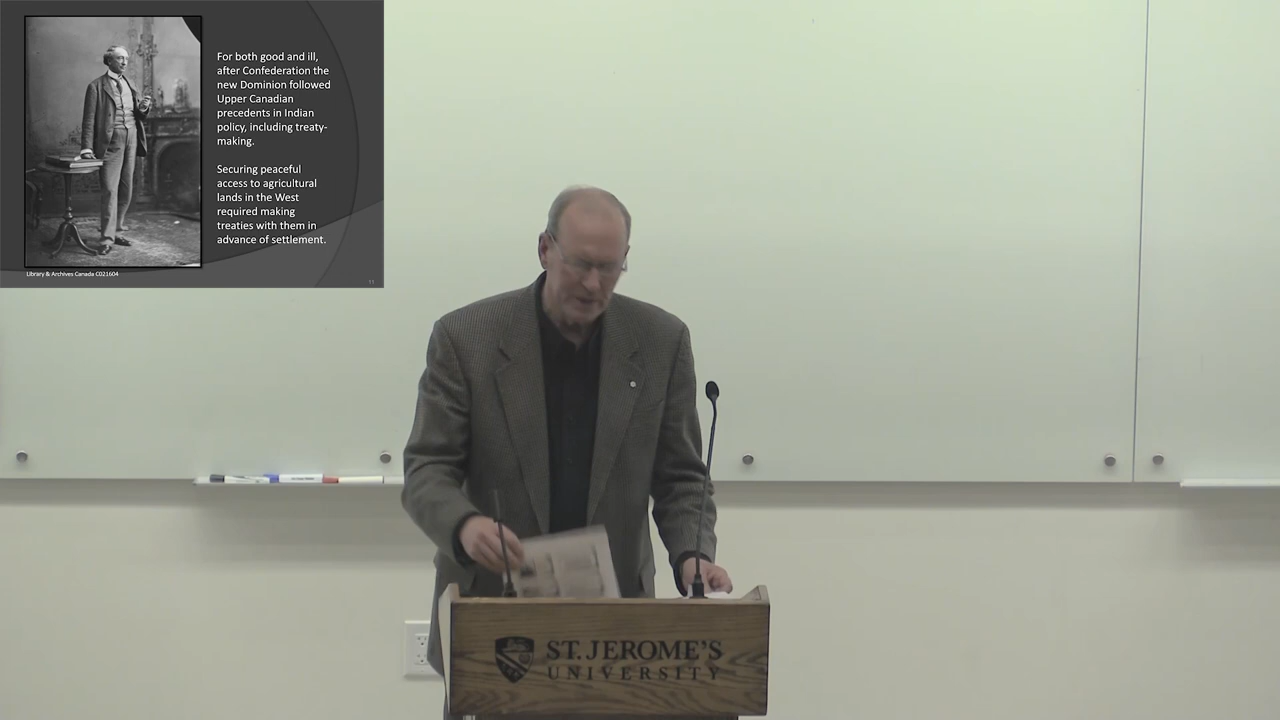 For both good and ill,
after Confederation the
new Dominion followed
Upper Canadian
precedents in Indian
policy, including treaty-
making.
Securing peaceful
access to agricultural
lands in the West
required making
treaties with them in
advance of settlement.
Library & Archives Canada C021604
11
ST. JEROME'S
UNIVERSITY